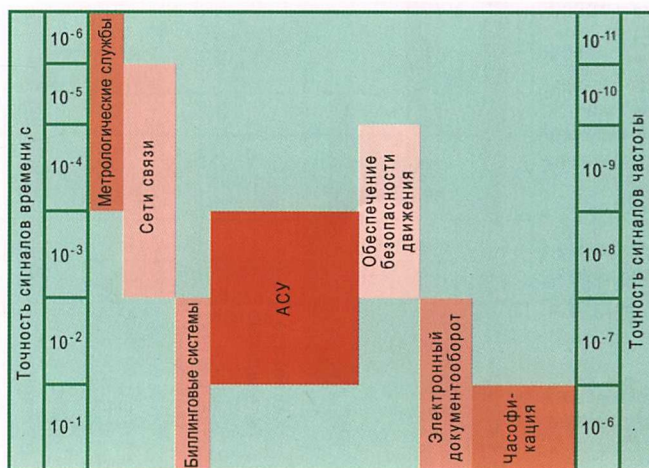 Точность сигналов времени,с
10-6
10-5
10-4
10-3
10-2
10-1
Метрологические службы
Сети связи
Биллинговые системы
АСУ
Обеспечение
безопасности
движения
Электронный
документооборот
Часофи-
кация
10-11
10-10
10-9
10-8
10-7
10-6
Точность сигналов частоты